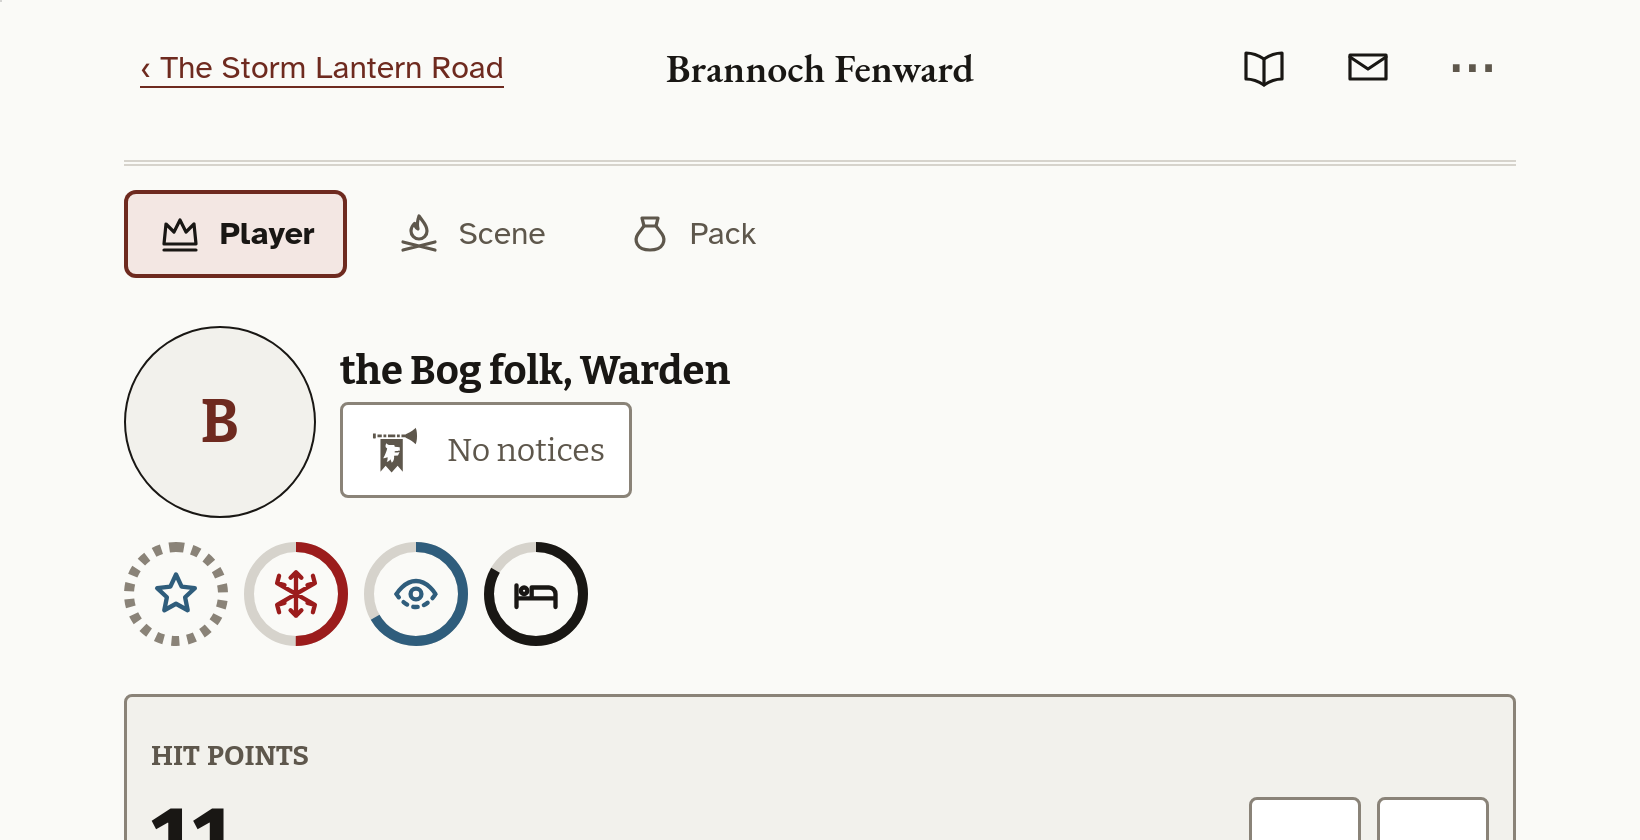 ‹ The Storm Lantern Road
Brannoch Fenward
Player
Scene
Pack
B
the Bog folk, Warden
No notices
HIT POINTS
11